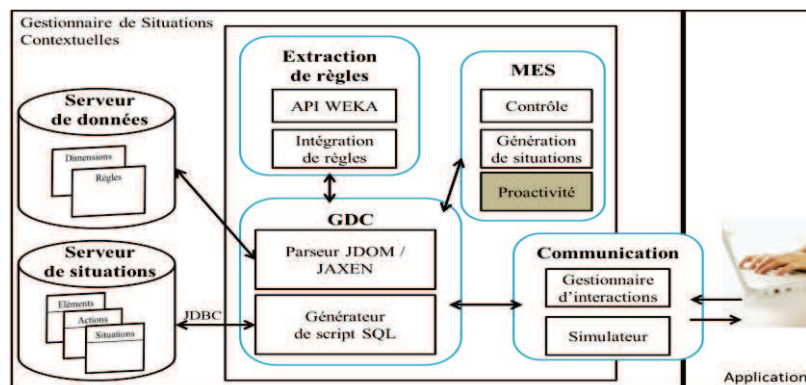 Gestionnaire de Situations
Contextuelles
Serveur
de données
Dimensions
Règles
Serveur
de situations
Eléments
Actions
Situations
JDBC
Extraction
de règles
API WEKA
Intégration
de règles
GDC
Parseur JDOM /
JAXEN
Générateur
de script SQL
MES
Contrôle
Génération
de situations
Proactivité
Communication
Gestionnaire
d'interactions
Simulateur
Application